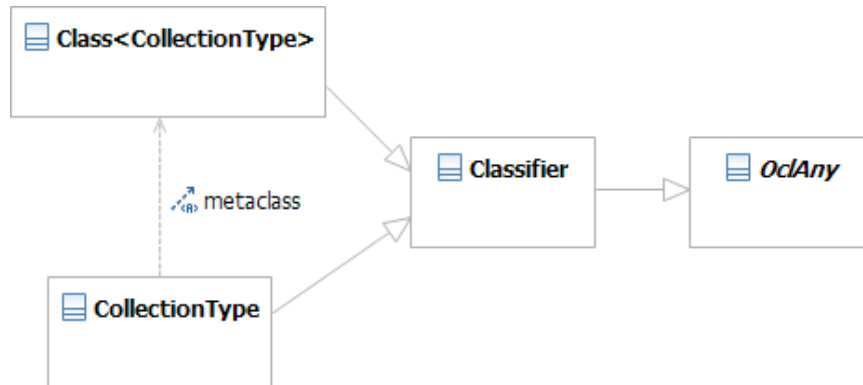 Class<CollectionType>
Classifier
OclAny
metaclass
CollectionType